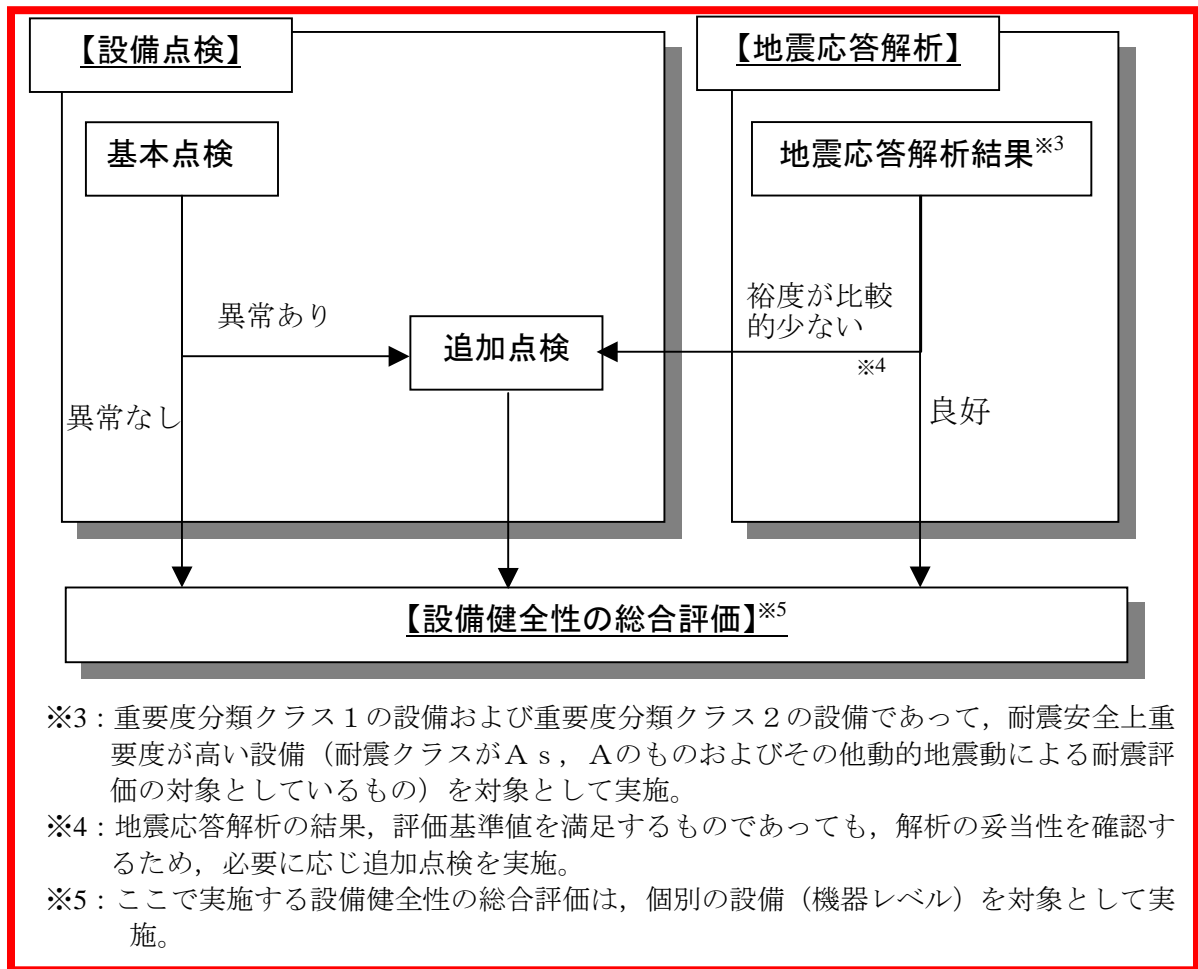 【設備点検】
【地震応答解析】
基本点検
地震応答解析結果※3
異常あり
追加点検
裕度が比較
的少ない
※4
異常なし
良好
【設備健全性の総合評価】※5
※3：重要度分類クラス１の設備および重要度分類クラス２の設備であって，耐震安全上重
要度が高い設備（耐震クラスがＡｓ，Ａのものおよびその他動的地震動による耐震評
価の対象としているもの）を対象として実施。
※4：地震応答解析の結果，評価基準値を満足するものであっても，解析の妥当性を確認す
るため，必要に応じ追加点検を実施。
※5：ここで実施する設備健全性の総合評価は，個別の設備（機器レベル）を対象として実
施。